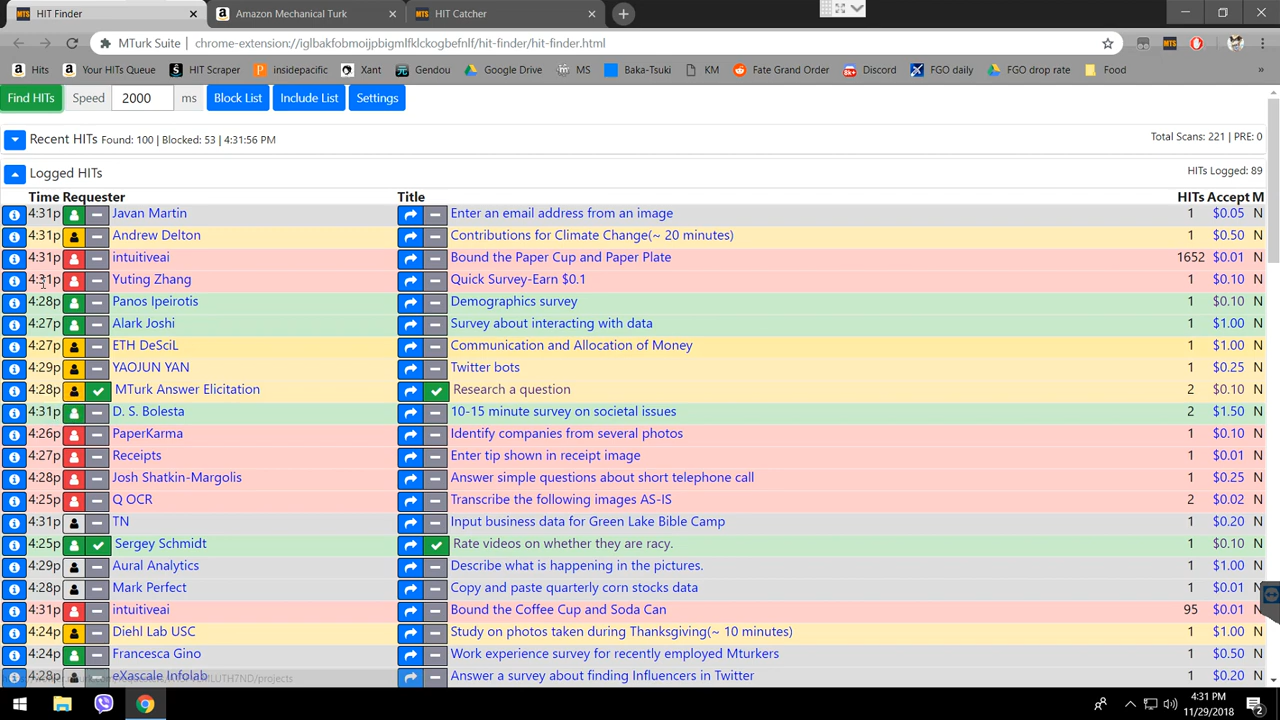 HIT Finder
Amazon Mechanical Turk
HIT Catcher
MTurk Suite
chrome-extension://iglbakfobmoijpbigmlfklckogbefnlf/hit-finder/hit-finder.html
Hits Your HITs Queue HIT Scraper insidepacific Xant Gendou Google Drive MS Baka-Tsuki KM Fate Grand Order Discord FGO daily FGO drop rate Food
Find HITs Speed 2000 ms Block List Include List Settings
Recent HITs Found: 100 | Blocked: 53 | 4:31:56 PM Total Scans: 221 | PRE: 0
Logged HITs HITs Logged: 89
Time Requester Title HITs Accept M
4:31p Javan Martin Enter an email address from an image 1 $0.05 N
4:31p Andrew Delton Contributions for Climate Change(~ 20 minutes) 1 $0.50 N
4:31p intuitiveai Bound the Paper Cup and Paper Plate 1652 $0.01 N
4:31p Yuting Zhang Quick Survey-Earn $0.1 1 $0.10 N
4:28p Panos Ipeirotis Demographics survey 1 $0.10 N
4:27p Alark Joshi Survey about interacting with data 1 $1.00 N
4:27p ETH DeSciL Communication and Allocation of Money 1 $1.00 N
4:29p YAOJUN YAN Twitter bots 1 $0.25 N
4:28p MTurk Answer Elicitation Research a question 2 $0.10 N
4:31p D. S. Bolesta 10-15 minute survey on societal issues 2 $1.50 N
4:26p PaperKarma Identify companies from several photos 1 $0.10 N
4:27p Receipts Enter tip shown in receipt image 1 $0.01 N
4:28p Josh Shatkin-Margolis Answer simple questions about short telephone call 1 $0.25 N
4:25p Q OCR Transcribe the following images AS-IS 2 $0.02 N
4:31p TN Input business data for Green Lake Bible Camp 1 $0.20 N
4:25p Sergey Schmidt Rate videos on whether they are racy. 1 $0.10 N
4:29p Aural Analytics Describe what is happening in the pictures. 1 $1.00 N
4:28p Mark Perfect Copy and paste quarterly corn stocks data 1 $0.01 N
4:31p intuitiveai Bound the Coffee Cup and Soda Can 95 $0.01 N
4:24p Diehl Lab USC Study on photos taken during Thanksgiving(~ 10 minutes) 1 $1.00 N
4:24p Francesca Gino Work experience survey for recently employed Mturkers 1 $0.50 N
4:28p eXascale Infolab Answer a survey about finding Influencers in Twitter 1 $0.20 N
4:31 PM
11/29/2018
2